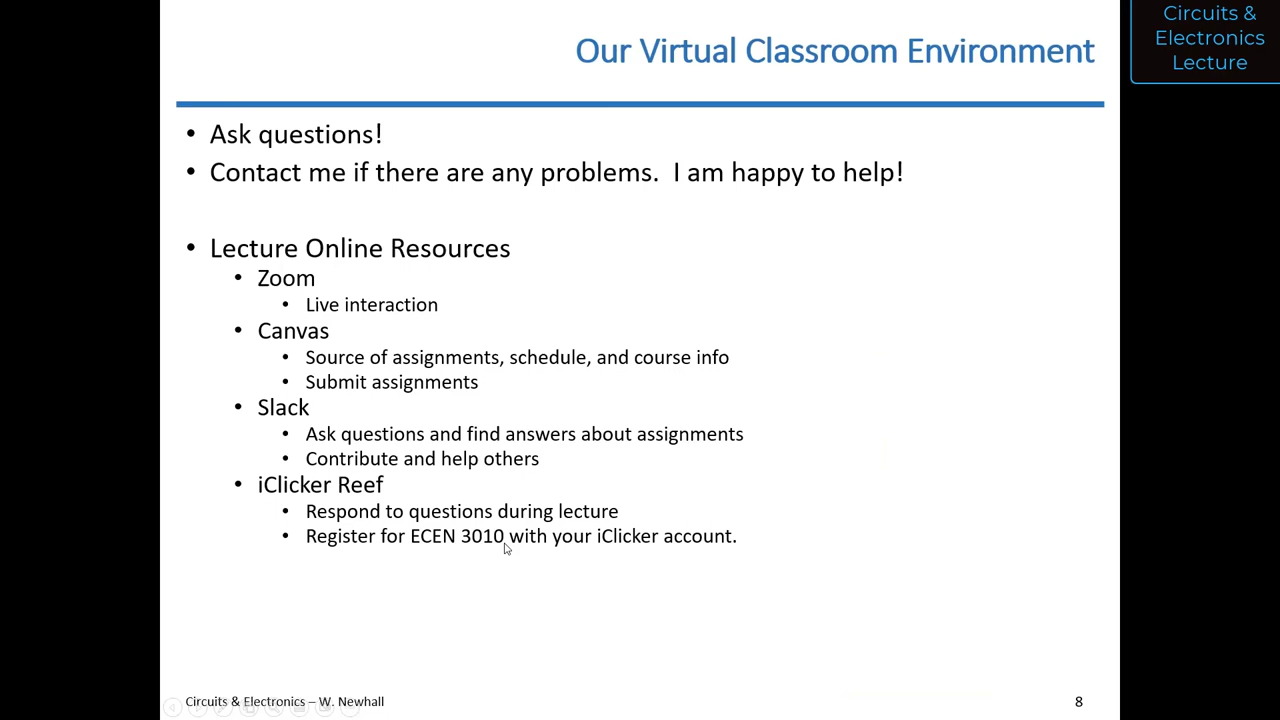 Circuits &
Electronics
Lecture
Our Virtual Classroom Environment
• Ask questions!
• Contact me if there are any problems.  I am happy to help!
• Lecture Online Resources
• Zoom
• Live interaction
• Canvas
• Source of assignments, schedule, and course info
• Submit assignments
• Slack
• Ask questions and find answers about assignments
• Contribute and help others
• iClicker Reef
• Respond to questions during lecture
• Register for ECEN 3010 with your iClicker account.
Circuits & Electronics – W. Newhall
8